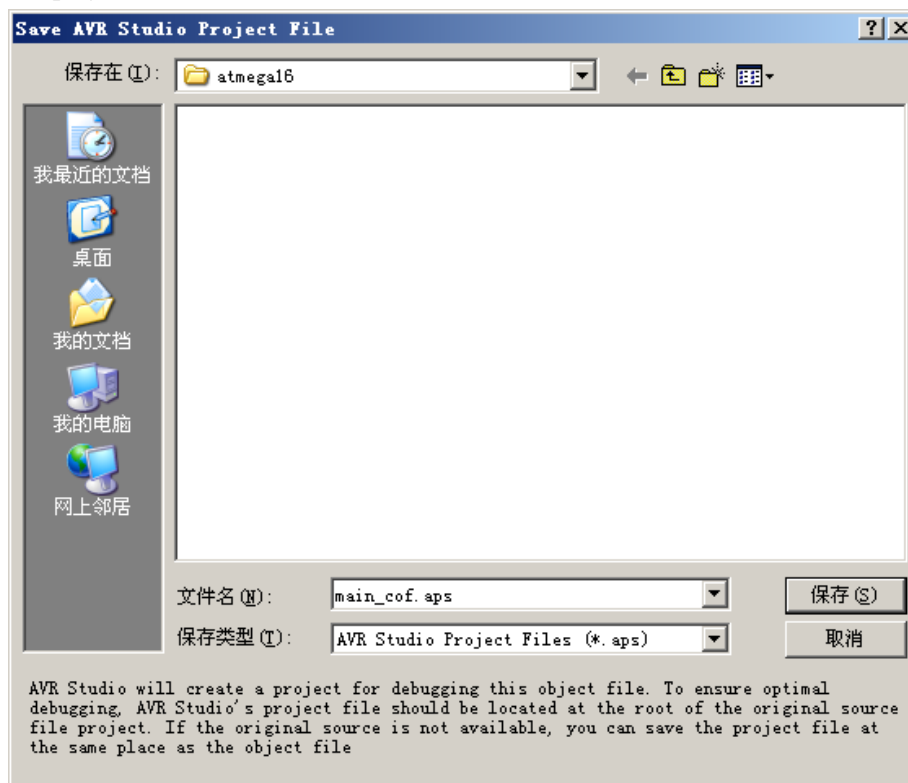 Save AVR Studio Project File
保存在(I):
atmega16
我最近的文档
桌面
我的文档
我的电脑
网上邻居
文件名(N):
main_cof.aps
保存(S)
保存类型(T):
AVR Studio Project Files (*.aps)
取消
AVR Studio will create a project for debugging this object file. To ensure optimal
debugging, AVR Studio's project file should be located at the root of the original source
file project. If the original source is not available, you can save the project file at
the same place as the object file